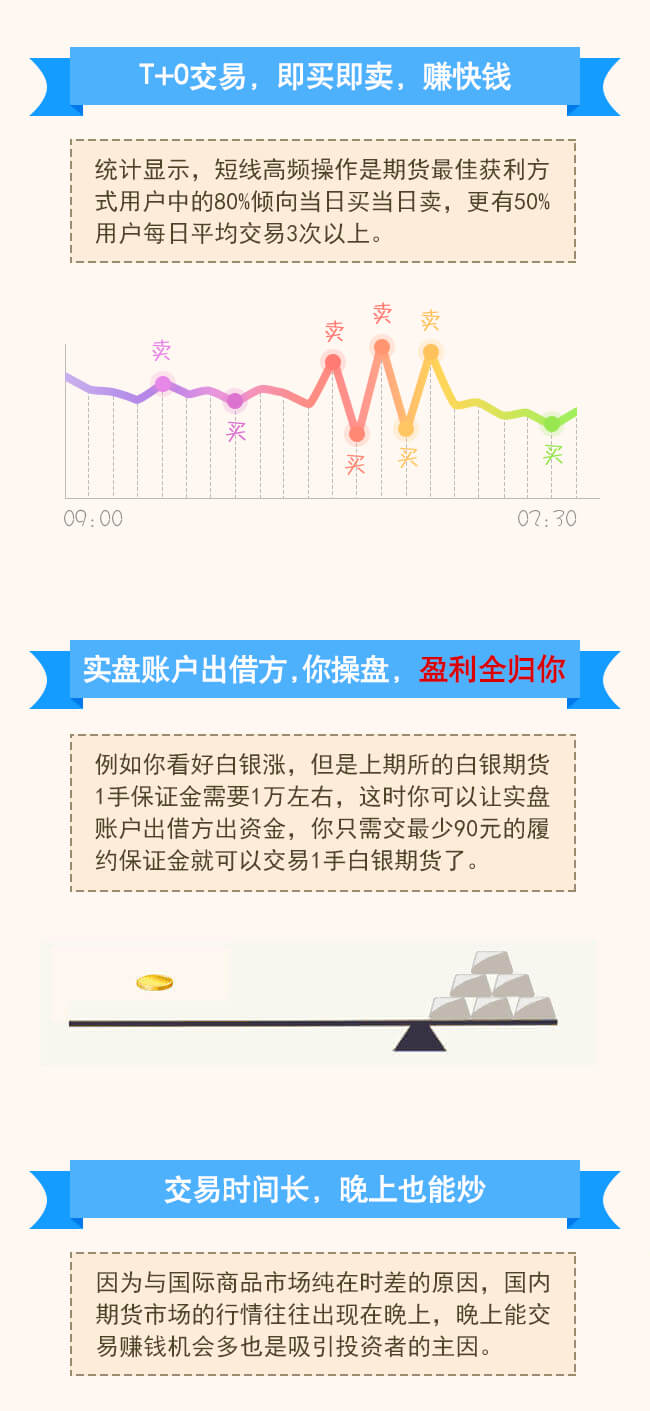 T+0交易，即买即卖，赚快钱
统计显示，短线高频操作是期货最佳获利方
式用户中的80%倾向当日买当日卖，更有50%
用户每日平均交易3次以上。
卖
卖
卖
卖
买
买
买
买
09:00
02:30
实盘账户出借方,你操盘，盈利全归你
例如你看好白银涨，但是上期所的白银期货
1手保证金需要1万左右，这时你可以让实盘
账户出借方出资金，你只需交最少90元的履
约保证金就可以交易1手白银期货了。
交易时间长，晚上也能炒
因为与国际商品市场纯在时差的原因，国内
期货市场的行情往往出现在晚上，晚上能交
易赚钱机会多也是吸引投资者的主因。